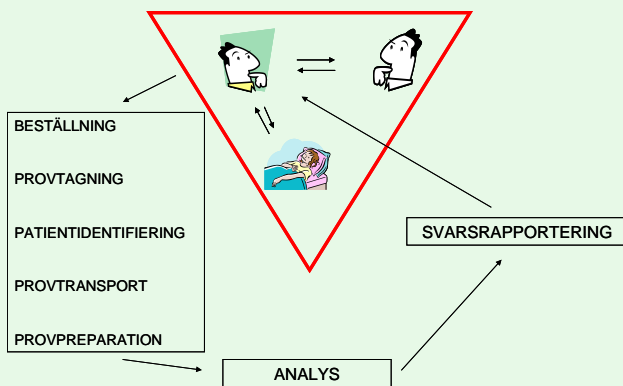 BESTÄLLNING
PROVTAGNING
PATIENTIDENTIFIERING
PROVTRANSPORT
PROVPREPARATION
ANALYS
SVARSRAPPORTERING